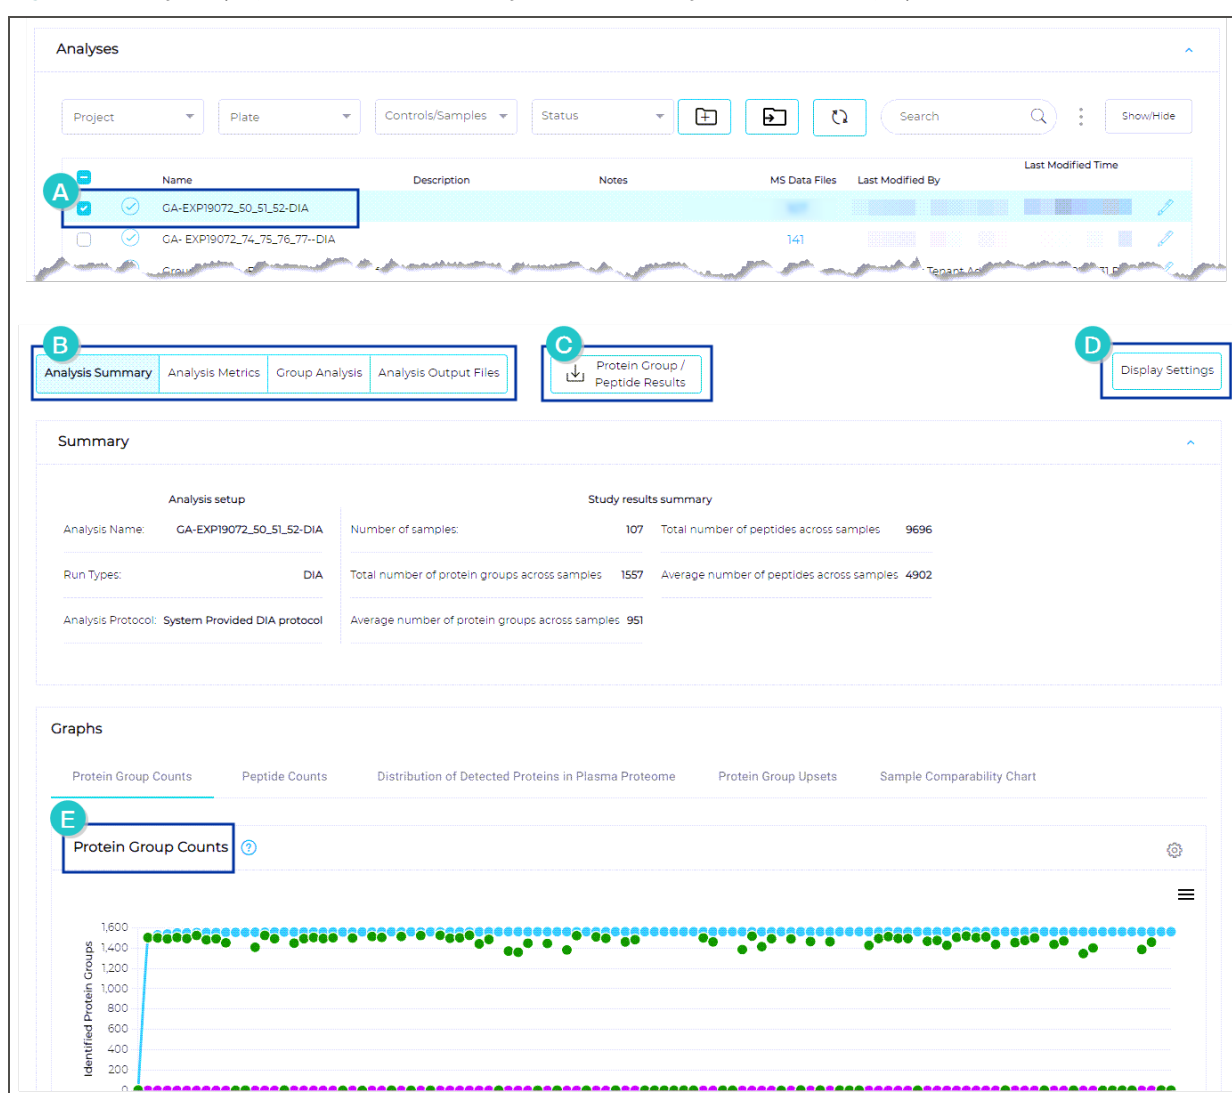 Analyses
Project Plate Controls/Samples Status Search Show/Hide
Name Description Notes MS Data Files Last Modified By Last Modified Time
A
GA-EXP19072_50_51_52-DIA
GA- EXP19072_74_75_76_77--DIA 141
B C D
Analysis Summary Analysis Metrics Group Analysis Analysis Output Files
Protein Group /
Peptide Results
Display Settings
Summary
Analysis setup Study results summary
Analysis Name: GA-EXP19072_50_51_52-DIA Number of samples: 107 Total number of peptides across samples 9696
Run Types: DIA Total number of protein groups across samples 1557 Average number of peptides across samples 4902
Analysis Protocol: System Provided DIA protocol Average number of protein groups across samples 951
Graphs
Protein Group Counts Peptide Counts Distribution of Detected Proteins in Plasma Proteome Protein Group Upsets Sample Comparability Chart
E
Protein Group Counts ?
Identified Protein Groups
1,600
1,400
1,200
1,000
800
600
400
200
0